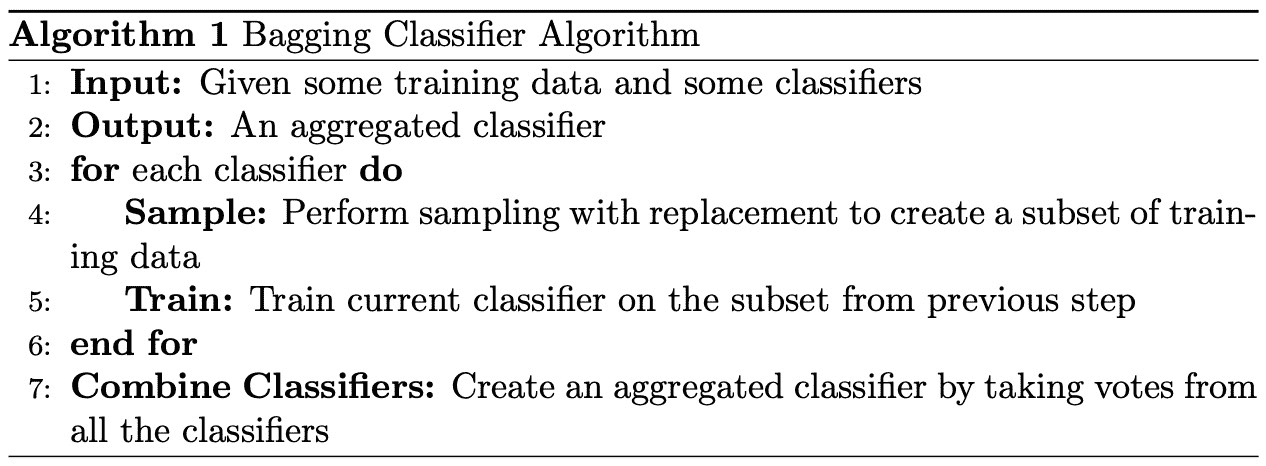 Algorithm 1 Bagging Classifier Algorithm
1: Input: Given some training data and some classifiers
2: Output: An aggregated classifier
3: for each classifier do
4: Sample: Perform sampling with replacement to create a subset of train-
ing data
5: Train: Train current classifier on the subset from previous step
6: end for
7: Combine Classifiers: Create an aggregated classifier by taking votes from
all the classifiers